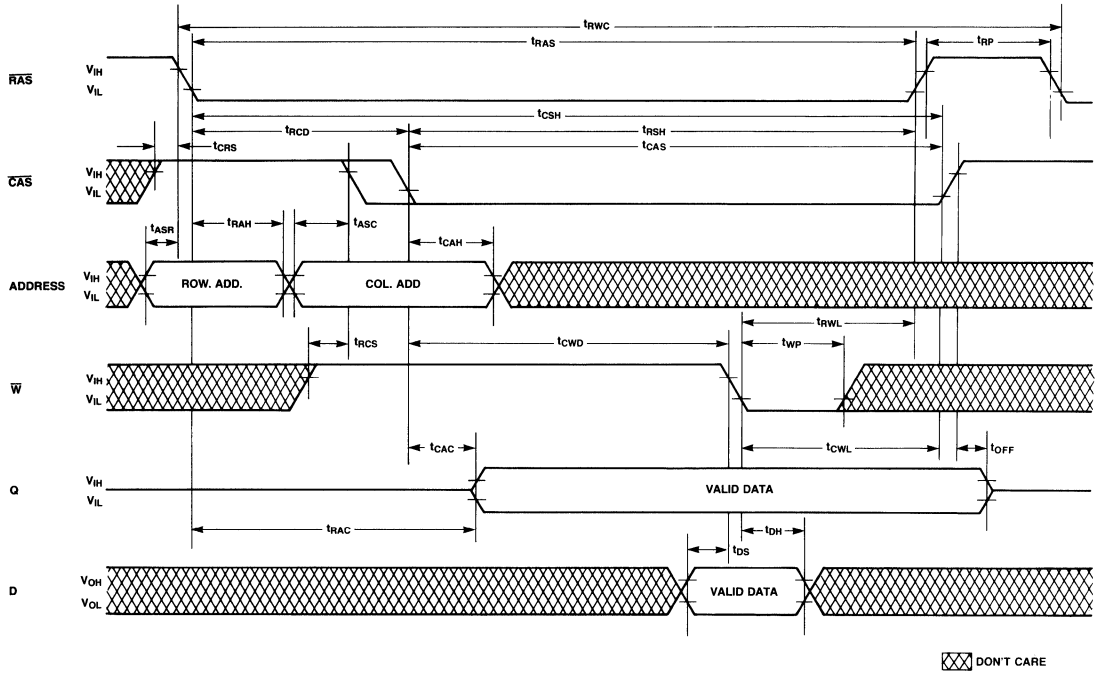 tRWC
tRAS
tRP
RAS
VIH
VIL
tCSH
tRCD
tRSH
tCRS
tCAS
CAS
VIH
VIL
tASR
tRAH
tASC
tCAH
ADDRESS
VIH
VIL
ROW. ADD.
COL. ADD
tRWL
tRCS
tCWD
tWP
W
VIH
VIL
tCAC
tCWL
tOFF
Q
VIH
VIL
VALID DATA
tRAC
tDH
tDS
D
VOH
VOL
VALID DATA
DON'T CARE